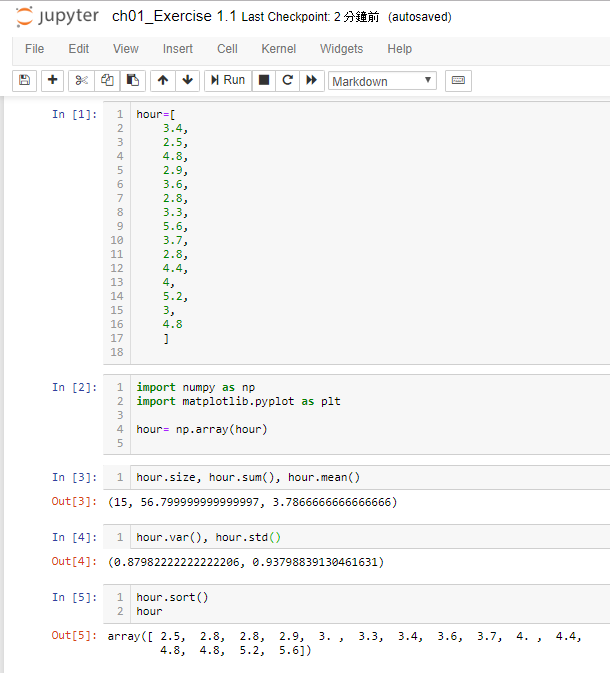 jupyter ch01_Exercise 1.1 Last Checkpoint: 2 分鐘前 (autosaved)
File Edit View Insert Cell Kernel Widgets Help
Run Markdown
In [1]: 1 hour=[
2 3.4,
3 2.5,
4 4.8,
5 2.9,
6 3.6,
7 2.8,
8 3.3,
9 5.6,
10 3.7,
11 2.8,
12 4.4,
13 4,
14 5.2,
15 3,
16 4.8
17 ]
18
In [2]: 1 import numpy as np
2 import matplotlib.pyplot as plt
3
4 hour= np.array(hour)
5
In [3]: 1 hour.size, hour.sum(), hour.mean()
Out[3]: (15, 56.799999999999997, 3.7866666666666666)
In [4]: 1 hour.var(), hour.std()
Out[4]: (0.87982222222222206, 0.93798839130461631)
In [5]: 1 hour.sort()
2 hour
Out[5]: array([ 2.5, 2.8, 2.8, 2.9, 3. , 3.3, 3.4, 3.6, 3.7, 4. , 4.4,
4.8, 4.8, 5.2, 5.6])